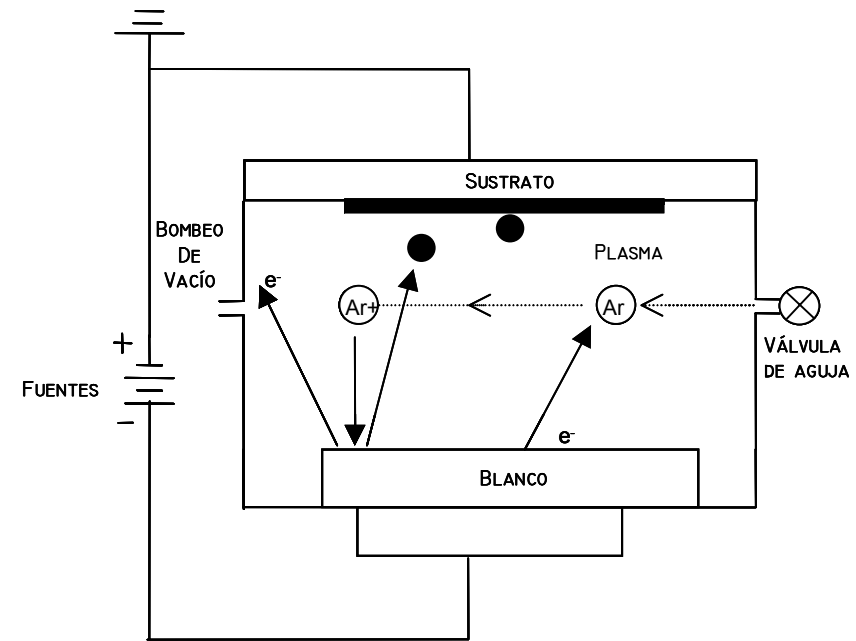 SUSTRATO
BOMBEO
DE
VACÍO
PLASMA
e-
Ar+
Ar
VÁLVULA
DE AGUJA
+
FUENTES
-
e-
BLANCO